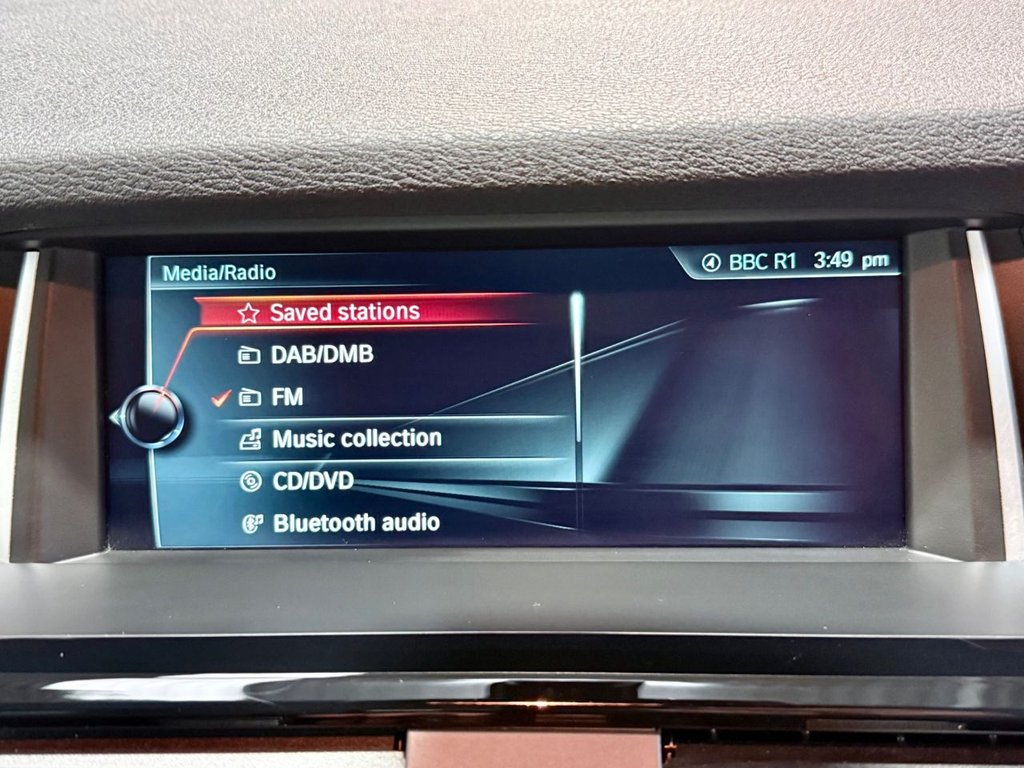 Media/Radio
BBC R1 3:49 pm
Saved stations
DAB/DMB
FM
Music collection
CD/DVD
Bluetooth audio